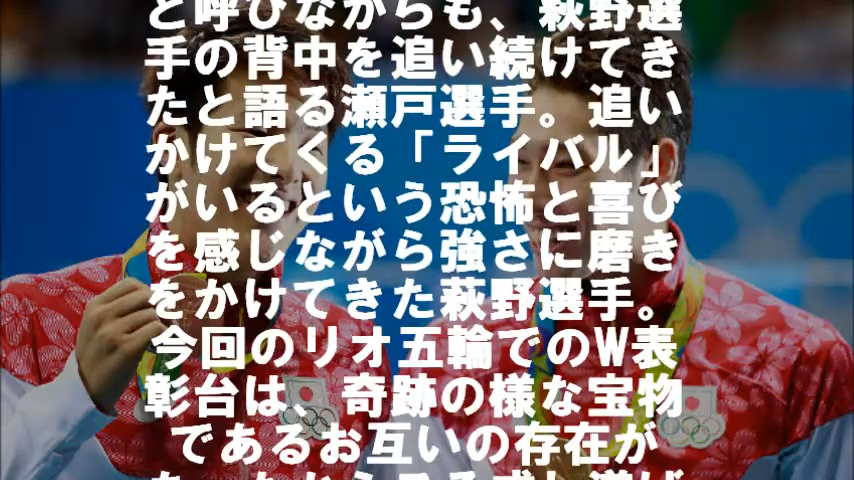 と呼びながらも、萩野選
手の背中を追い続けてき
たと語る瀬戸選手。追い
かけてくる「ライバル」
がいるという恐怖と喜び
を感じながら強さに磨き
をかけてきた萩野選手。
今回のリオ五輪でのW表
彰台は、奇跡の様な宝物
であるお互いの存在が